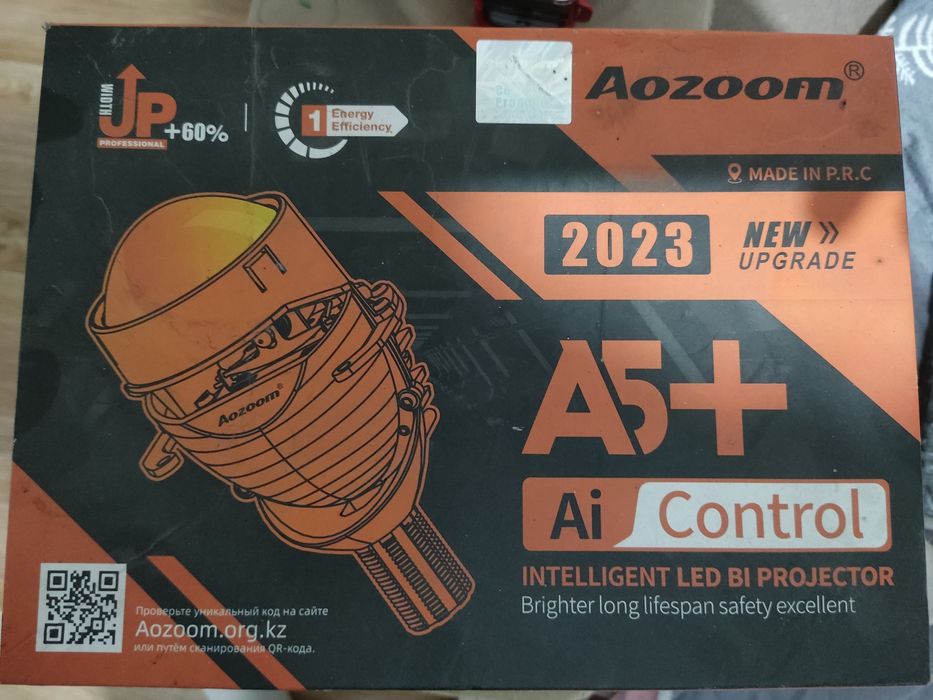 WIDTH
UP
+60%
PROFESSIONAL
1
Energy
Efficiency
Aozoom®
MADE IN P.R.C
2023
NEW »
UPGRADE
A5+
Ai Control
INTELLIGENT LED BI PROJECTOR
Brighter long lifespan safety excellent
Aozoom®
Проверьте уникальный код на сайте
Aozoom.org.kz
или путём сканирования QR-кода.